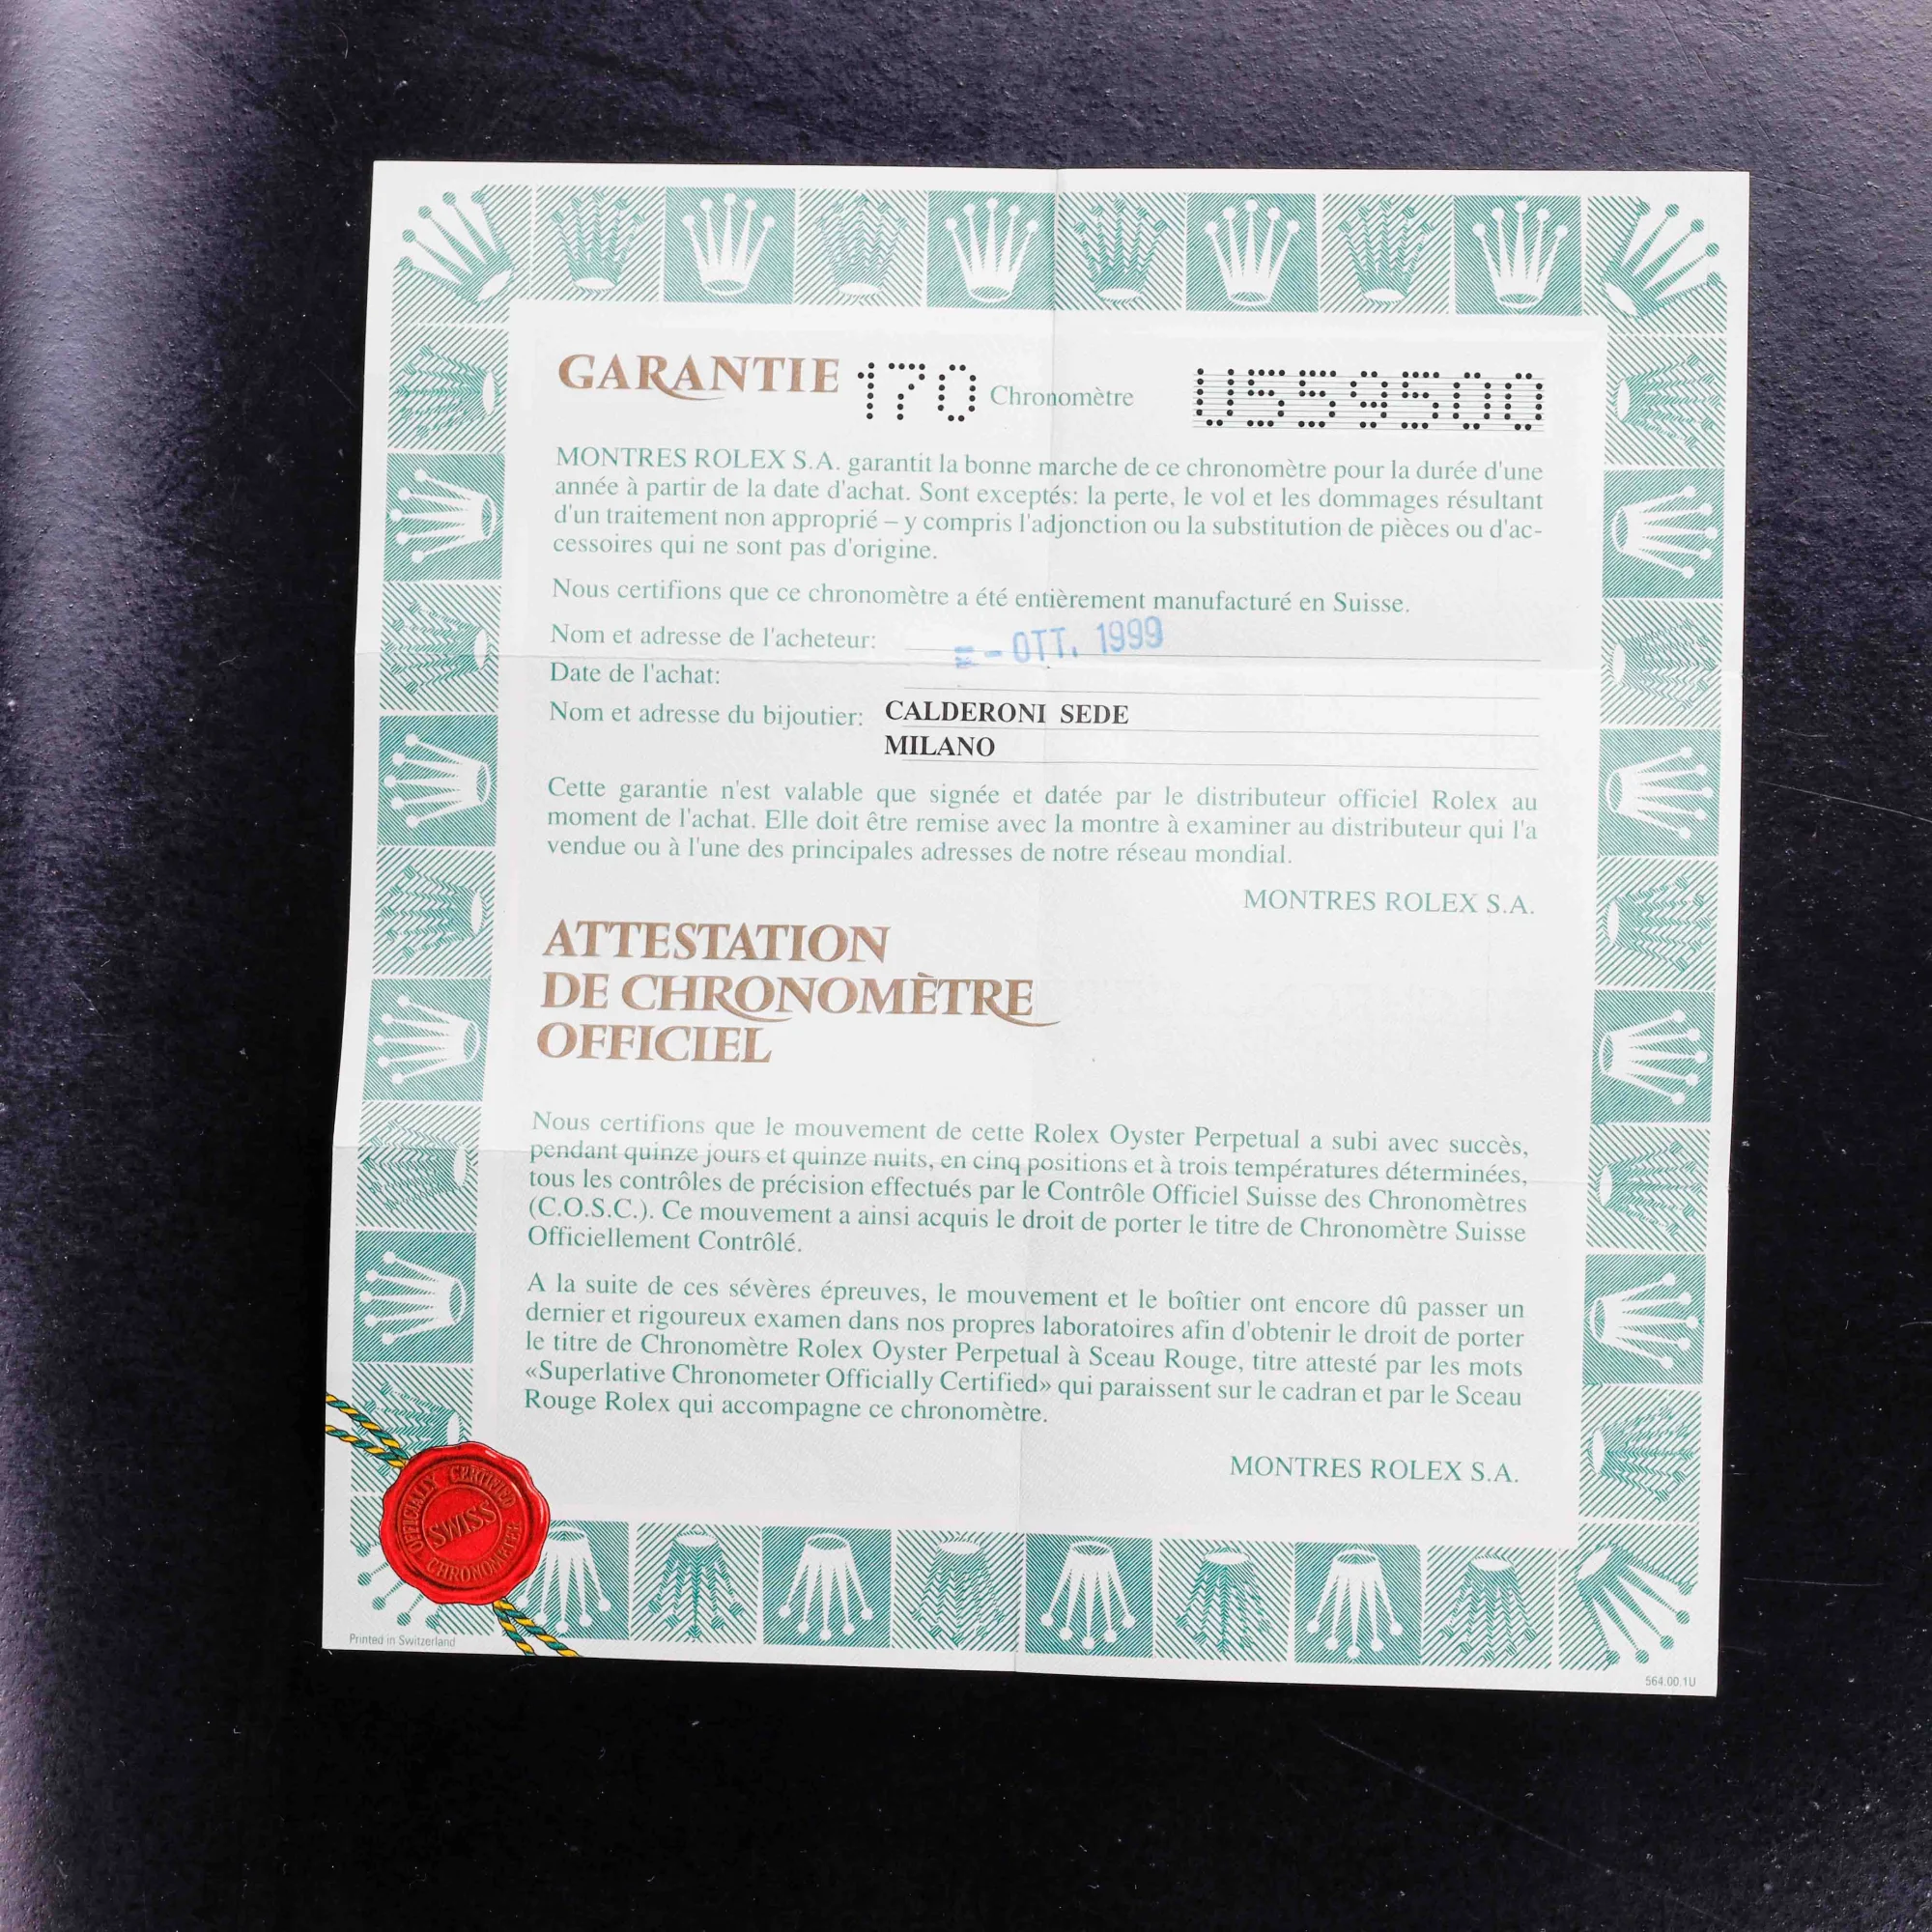 GARANTIE 170 Chronomètre U559500
MONTRES ROLEX S.A. garantit la bonne marche de ce chronomètre pour la durée d'une
année à partir de la date d'achat. Sont exceptés: la perte, le vol et les dommages résultant
d'un traitement non approprié – y compris l'adjonction ou la substitution de pièces ou d'ac-
cessoires qui ne sont pas d'origine.
Nous certifions que ce chronomètre a été entièrement manufacturé en Suisse.
Nom et adresse de l'acheteur:
- OTT. 1999
Date de l'achat:
Nom et adresse du bijoutier: CALDERONI SEDE
MILANO
Cette garantie n'est valable que signée et datée par le distributeur officiel Rolex au
moment de l'achat. Elle doit être remise avec la montre à examiner au distributeur qui l'a
vendue ou à l'une des principales adresses de notre réseau mondial.
MONTRES ROLEX S.A.
ATTESTATION
DE CHRONOMÈTRE
OFFICIEL
Nous certifions que le mouvement de cette Rolex Oyster Perpetual a subi avec succès,
pendant quinze jours et quinze nuits, en cinq positions et à trois températures déterminées,
tous les contrôles de précision effectués par le Contrôle Officiel Suisse des Chronomètres
(C.O.S.C.). Ce mouvement a ainsi acquis le droit de porter le titre de Chronomètre Suisse
Officiellement Contrôlé.
A la suite de ces sévères épreuves, le mouvement et le boîtier ont encore dû passer un
dernier et rigoureux examen dans nos propres laboratoires afin d'obtenir le droit de porter
le titre de Chronomètre Rolex Oyster Perpetual à Sceau Rouge, titre attesté par les mots
«Superlative Chronometer Officially Certified» qui paraissent sur le cadran et par le Sceau
Rouge Rolex qui accompagne ce chronomètre.
MONTRES ROLEX S.A.
OFFICIALLY CERTIFIED
SWISS
CHRONOMETER
Printed in Switzerland
564.00.1U